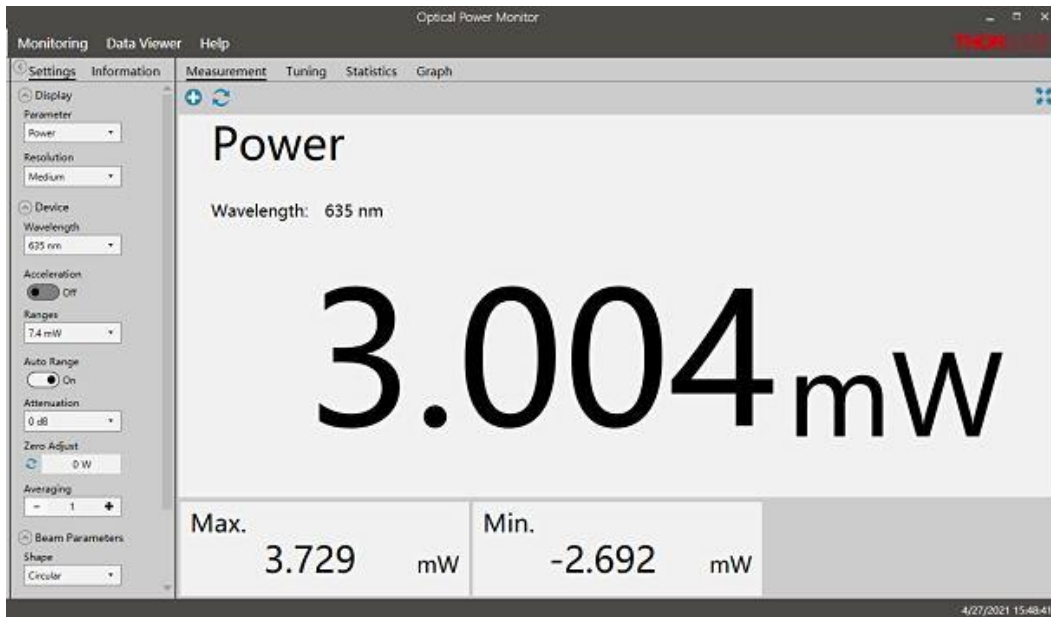 Optical Power Monitor
Monitoring Data Viewer Help
Settings Information
Measurement Tuning Statistics Graph
Display
Parameter
Power
Resolution
Medium
Device
Wavelength
635 nm
Acceleration
Off
Ranges
7.4 mW
Auto Range
On
Attenuation
0 dB
Zero Adjust
0 W
Averaging
- 1 +
Beam Parameters
Shape
Circular
Power
Wavelength: 635 nm
3.004 mW
Max.
3.729 mW
Min.
-2.692 mW
4/27/2021 15:48:41